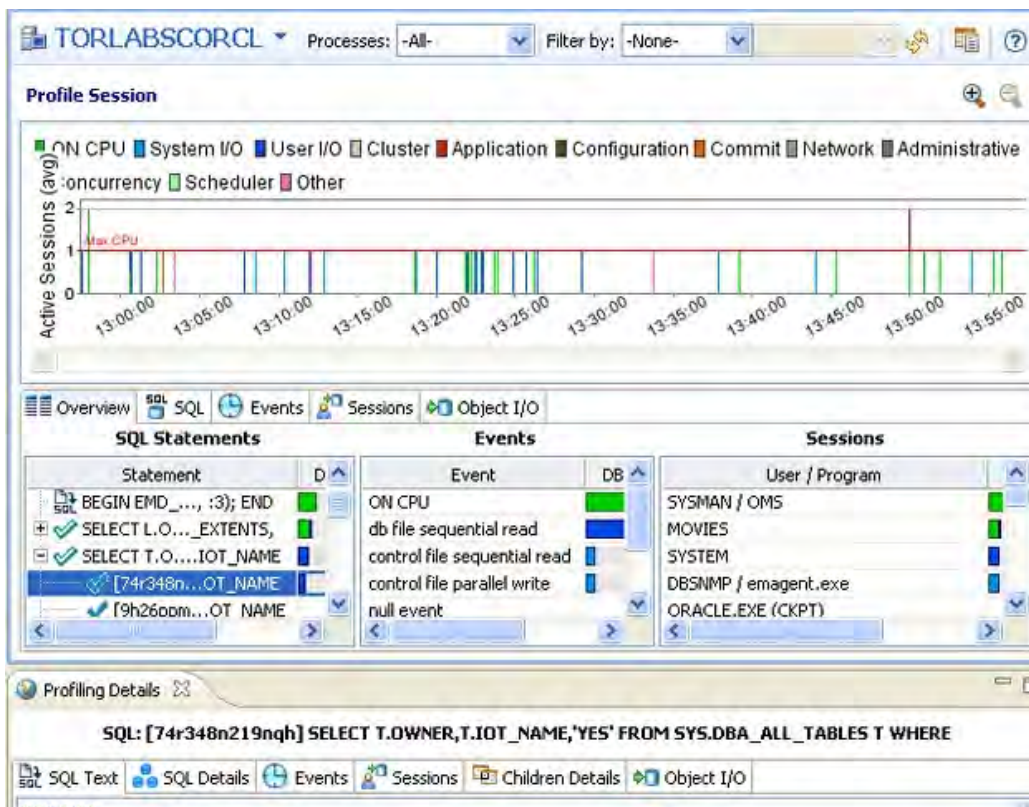 TORLABSCORCL Processes: -All- Filter by: -None-
Profile Session
ON CPU System I/O User I/O Cluster Application Configuration Commit Network Administrative
:oncurrency Scheduler Other
Active Sessions (avg)
2
Max CPU
1
0
13:00:00 13:05:00 13:10:00 13:15:00 13:20:00 13:25:00 13:30:00 13:35:00 13:40:00 13:45:00 13:50:00 13:55:00
Overview SQL Events Sessions Object I/O
SQL Statements Events Sessions
Statement D Event DB User / Program
BEGIN EMD_..., :3); END ON CPU SYSMAN / OMS
SELECT L.O...._EXTENTS, db file sequential read MOVIES
SELECT T.O....IOT_NAME control file sequential read SYSTEM
[74r348n...OT_NAME control file parallel write DBSNMP / emagent.exe
[9h26ppm...OT_NAME null event ORACLE.EXE (CKPT)
Profiling Details
SQL: [74r348n219nqh] SELECT T.OWNER,T.IOT_NAME,'YES' FROM SYS.DBA_ALL_TABLES T WHERE
SQL Text SQL Details Events Sessions Children Details Object I/O